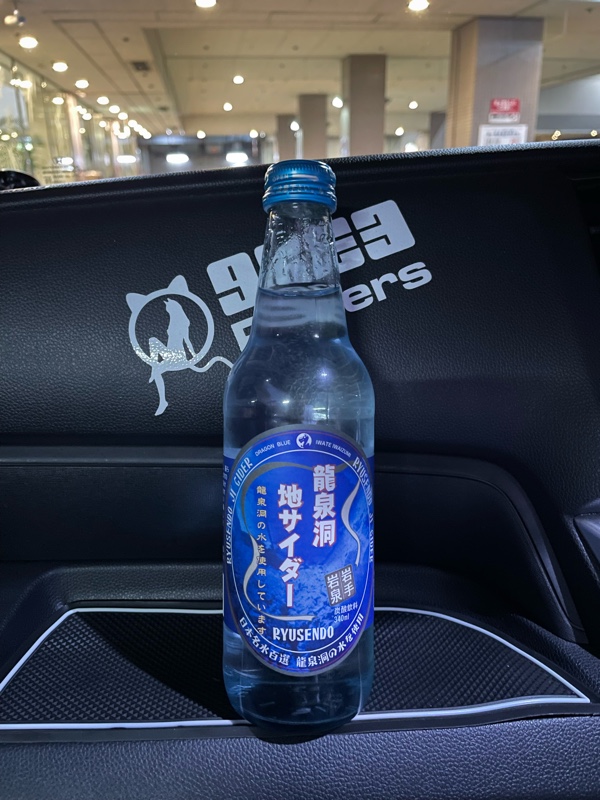 DRAGON BLUE
IWATE IWAIZUMI
RYUSENDO JI CIDER
龍泉洞
地サイダー
龍泉洞の水を使用しています
岩手
岩泉
炭酸飲料
340ml
RYUSENDO
日本名水百選 龍泉洞の水を使用